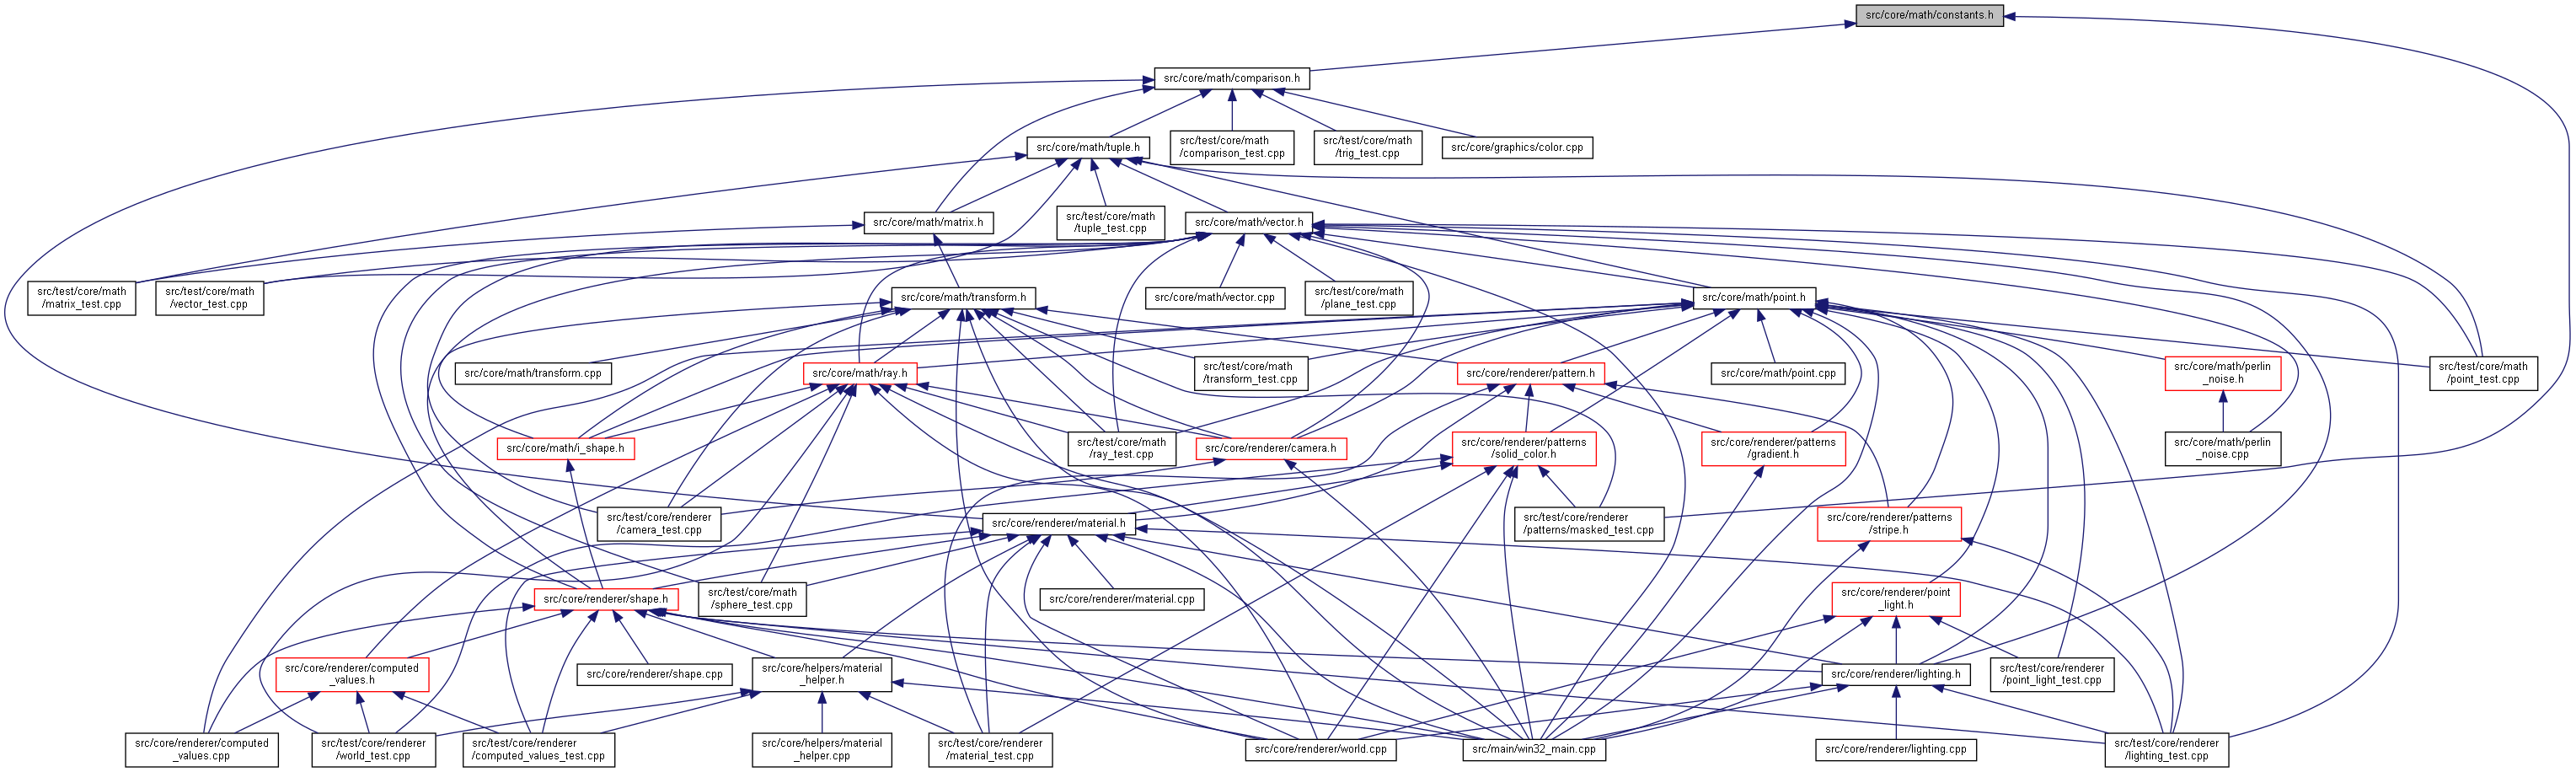 src/core/math/constants.h
src/core/math/comparison.h
src/core/math/tuple.h
src/test/core/math
/comparison_test.cpp
src/test/core/math
/trig_test.cpp
src/core/graphics/color.cpp
src/core/math/matrix.h
src/test/core/math
/tuple_test.cpp
src/core/math/vector.h
src/test/core/math
/matrix_test.cpp
src/test/core/math
/vector_test.cpp
src/core/math/transform.h
src/core/math/vector.cpp
src/test/core/math
/plane_test.cpp
src/core/math/point.h
src/core/math/transform.cpp
src/core/math/ray.h
src/test/core/math
/transform_test.cpp
src/core/renderer/pattern.h
src/core/math/point.cpp
src/core/math/perlin
_noise.h
src/test/core/math
/point_test.cpp
src/core/math/i_shape.h
src/test/core/math
/ray_test.cpp
src/core/renderer/camera.h
src/core/renderer/patterns
/solid_color.h
src/core/renderer/patterns
/gradient.h
src/core/math/perlin
_noise.cpp
src/test/core/renderer
/camera_test.cpp
src/core/renderer/material.h
src/test/core/renderer
/patterns/masked_test.cpp
src/core/renderer/patterns
/stripe.h
src/core/renderer/shape.h
src/test/core/math
/sphere_test.cpp
src/core/renderer/material.cpp
src/core/renderer/point
_light.h
src/core/renderer/computed
_values.h
src/core/renderer/shape.cpp
src/core/helpers/material
_helper.h
src/core/renderer/lighting.h
src/test/core/renderer
/point_light_test.cpp
src/core/renderer/computed
_values.cpp
src/test/core/renderer
/world_test.cpp
src/test/core/renderer
/computed_values_test.cpp
src/core/helpers/material
_helper.cpp
src/test/core/renderer
/material_test.cpp
src/core/renderer/world.cpp
src/main/win32_main.cpp
src/core/renderer/lighting.cpp
src/test/core/renderer
/lighting_test.cpp